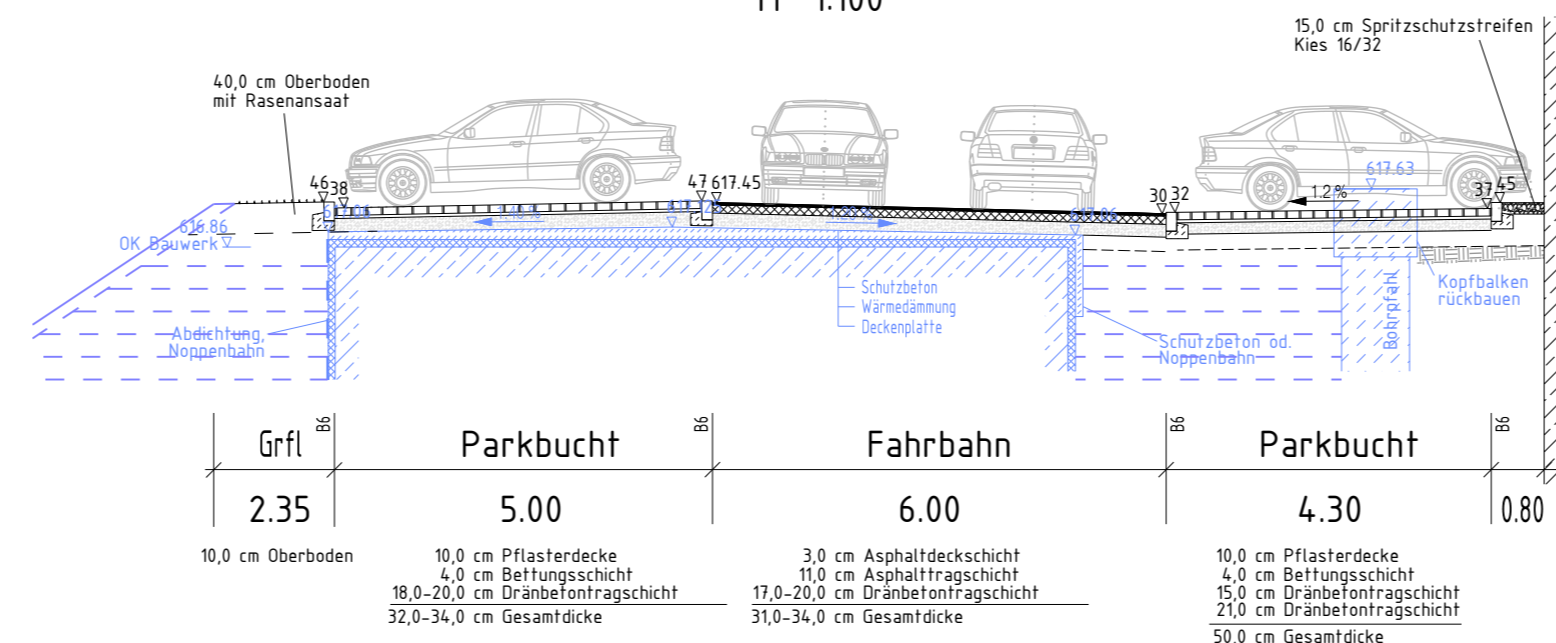 1:100
15,0 cm Spritzschutzstreifen
Kies 16/32
40,0 cm Oberboden
mit Rasenansaat
617.63
46 38
47 617.45
30 32
1.2%
37 45
616.86
OK Bauwerk
Schutzbeton
Wärmedämmung
Deckenplatte
Abdichtung,
Noppenbahn
Schutzbeton od.
Noppenbahn
Bohrpfahl
Kopfbalken
rückbauen
B6
B6
B6
B6
Grfl
Parkbucht
Fahrbahn
Parkbucht
2.35
5.00
6.00
4.30
0.80
10,0 cm Oberboden
10,0 cm Pflasterdecke
4,0 cm Bettungsschicht
18,0-20,0 cm Dränbetontragschicht
32,0-34,0 cm Gesamtdicke
3,0 cm Asphaltdeckschicht
11,0 cm Asphalttragschicht
17,0-20,0 cm Dränbetontragschicht
31,0-34,0 cm Gesamtdicke
10,0 cm Pflasterdecke
4,0 cm Bettungsschicht
15,0 cm Dränbetontragschicht
21,0 cm Dränbetontragschicht
50,0 cm Gesamtdicke